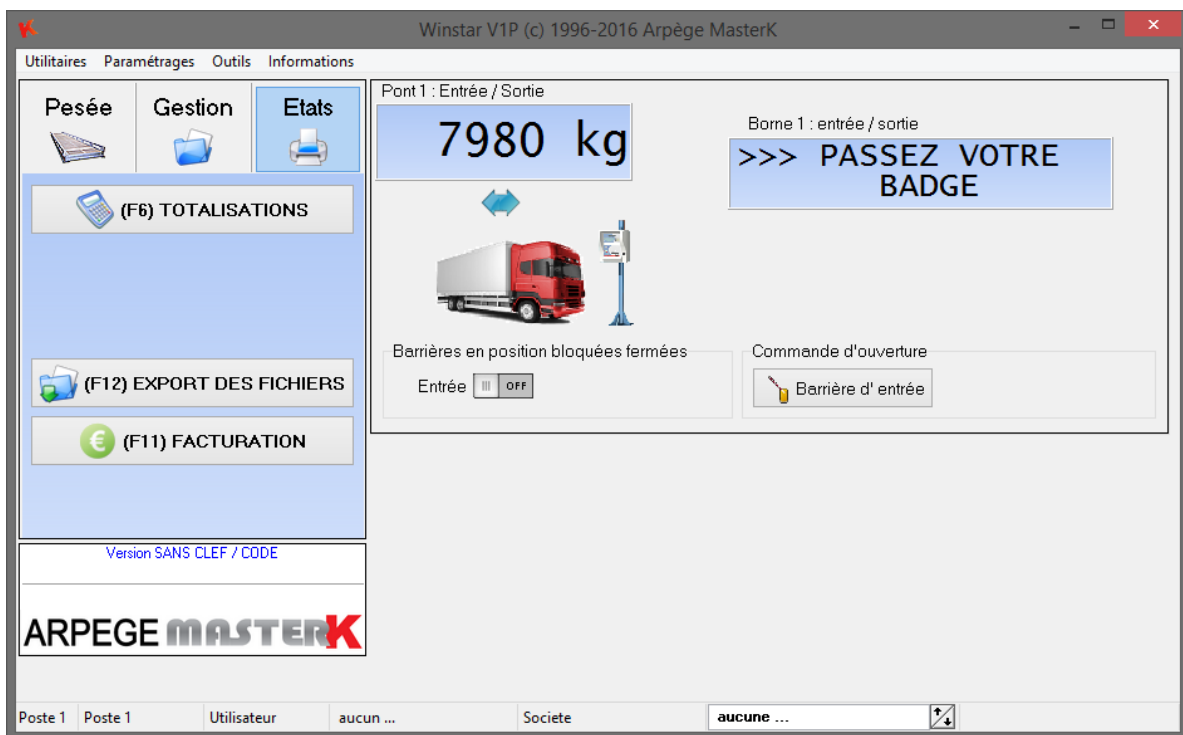 Winstar V1P (c) 1996-2016 Arpège MasterK
Utilitaires Paramétrages Outils Informations
Pesée Gestion Etats
(F6) TOTALISATIONS
(F12) EXPORT DES FICHIERS
(F11) FACTURATION
Version SANS CLEF / CODE
ARPEGE MASTERK
Pont 1 : Entrée / Sortie
7980 kg
Borne 1 : entrée / sortie
>>> PASSEZ VOTRE
BADGE
Barrières en position bloquées fermées
Entrée OFF
Commande d'ouverture
Barrière d' entrée
Poste 1 Poste 1 Utilisateur aucun ... Societe aucune ...